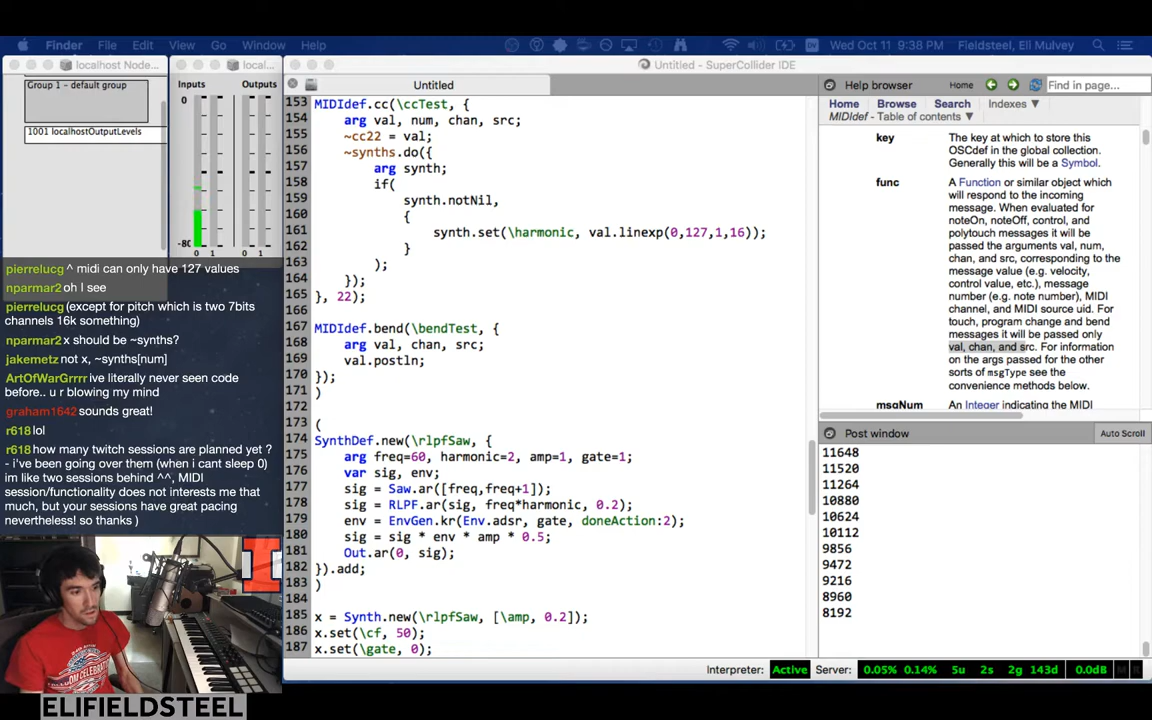 Finder File Edit View Go Window Help
Wed Oct 11 9:38 PM Fieldsteel, Eli Mulvey
localhost Node...
Group 1 - default group
1001 localhostOutputLevels
local...
Inputs Outputs
0
-80
0 1 0 1
pierrelucg ^ midi can only have 127 values
nparmar2 oh I see
pierrelucg (except for pitch which is two 7bits
channels 16k something)
nparmar2 x should be ~synths?
jakemetz not x, ~synths[num]
ArtOfWarGrrrr ive literally never seen code
before.. u r blowing my mind
graham1642 sounds great!
r618 lol
r618 how many twitch sessions are planned yet ?
- i've been going over them (when i cant sleep 0)
im like two sessions behind ^^, MIDI
session/functionality does not interests me that
much, but your sessions have great pacing
nevertheless! so thanks )
ELIFIELDSTEEL
Untitled - SuperCollider IDE
Untitled
153 MIDIdef.cc(\ccTest, {
154 arg val, num, chan, src;
155 ~cc22 = val;
156 ~synths.do({
157 arg synth;
158 if(
159 synth.notNil,
160 {
161 synth.set(\harmonic, val.linexp(0,127,1,16));
162 }
163 );
164 });
165 }, 22);
166
167 MIDIdef.bend(\bendTest, {
168 arg val, chan, src;
169 val.postln;
170 });
171 )
172
173 (
174 SynthDef.new(\rlpfSaw, {
175 arg freq=60, harmonic=2, amp=1, gate=1;
176 var sig, env;
177 sig = Saw.ar([freq,freq+1]);
178 sig = RLPF.ar(sig, freq*harmonic, 0.2);
179 env = EnvGen.kr(Env.adsr, gate, doneAction:2);
180 sig = sig * env * amp * 0.5;
181 Out.ar(0, sig);
182 }).add;
183 )
184
185 x = Synth.new(\rlpfSaw, [\amp, 0.2]);
186 x.set(\cf, 50);
187 x.set(\gate, 0);
Help browser Home Find in page...
Home Browse Search Indexes ▼
MIDIdef - Table of contents ▼
key The key at which to store this
OSCdef in the global collection.
Generally this will be a Symbol.
func A Function or similar object which
will respond to the incoming
message. When evaluated for
noteOn, noteOff, control, and
polytouch messages it will be
passed the arguments val, num,
chan, and src, corresponding to
the message value (e.g. velocity,
control value, etc.), message
number (e.g. note number), MIDI
channel, and MIDI source uid. For
touch, program change and bend
messages it will be passed only
val, chan, and src. For information
on the args passed for the other
sorts of msgType see the
convenience methods below.
msgNum An Integer indicating the MIDI
Post window Auto Scroll
11648
11520
11264
10880
10624
10112
9856
9472
9216
8960
8192
Interpreter: Active Server: 0.05% 0.14% 5u 2s 2g 143d 0.0dB